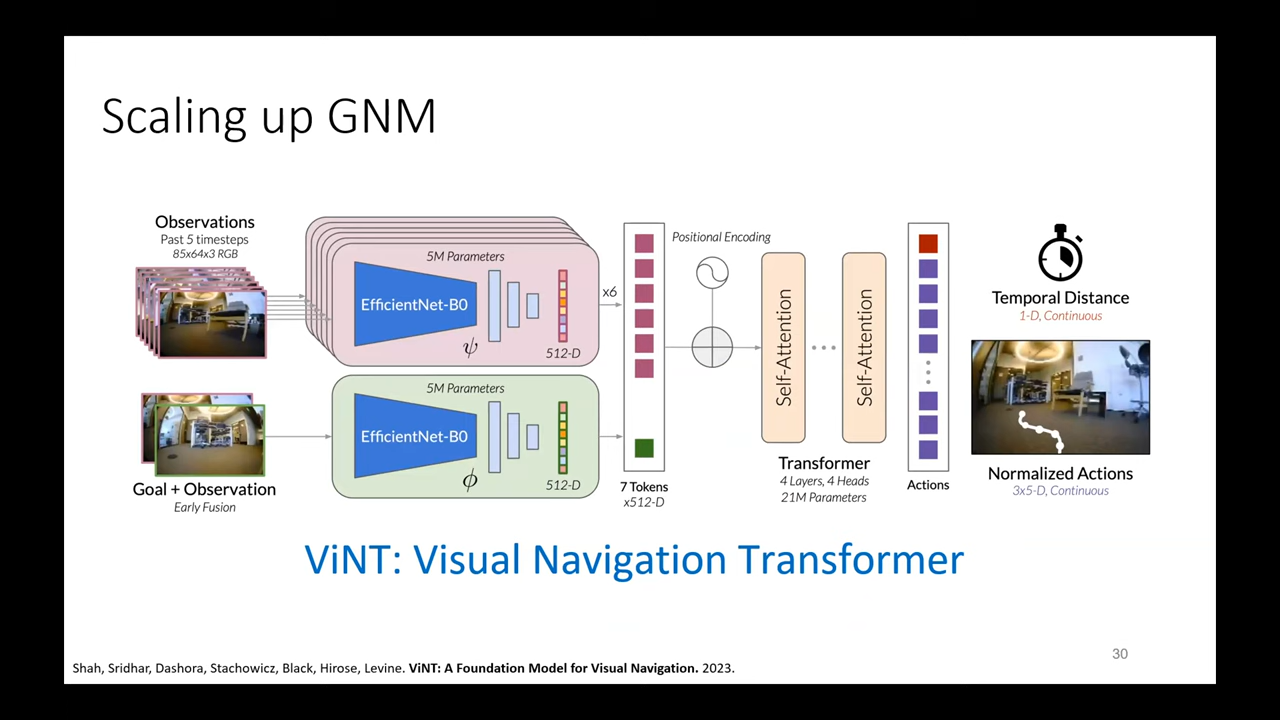 Scaling up GNM
Observations
Past 5 timesteps
85x64x3 RGB
5M Parameters
EfficientNet-B0
ψ
512-D
x6
Goal + Observation
Early Fusion
5M Parameters
EfficientNet-B0
ϕ
512-D
7 Tokens
x512-D
Positional Encoding
Self-Attention
Self-Attention
Transformer
4 Layers, 4 Heads
21M Parameters
Actions
Temporal Distance
1-D, Continuous
Normalized Actions
3x5-D, Continuous
ViNT: Visual Navigation Transformer
Shah, Sridhar, Dashora, Stachowicz, Black, Hirose, Levine. ViNT: A Foundation Model for Visual Navigation. 2023.
30